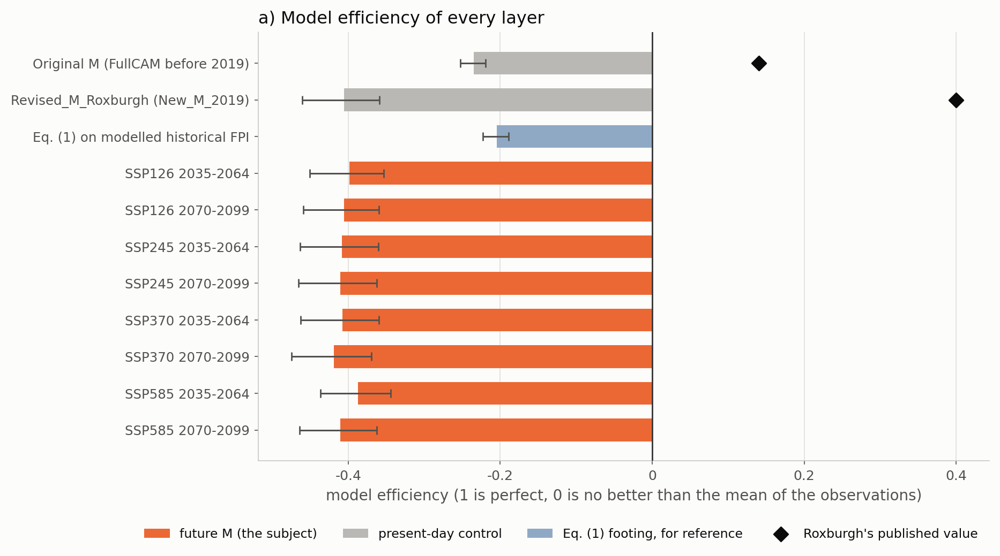 a) Model efficiency of every layer
Original M (FullCAM before 2019)
Revised_M_Roxburgh (New_M_2019)
Eq. (1) on modelled historical FPI
SSP126 2035-2064
SSP126 2070-2099
SSP245 2035-2064
SSP245 2070-2099
SSP370 2035-2064
SSP370 2070-2099
SSP585 2035-2064
SSP585 2070-2099
-0.4 -0.2 0 0.2 0.4
model efficiency (1 is perfect, 0 is no better than the mean of the observations)
future M (the subject) present-day control Eq. (1) footing, for reference Roxburgh's published value